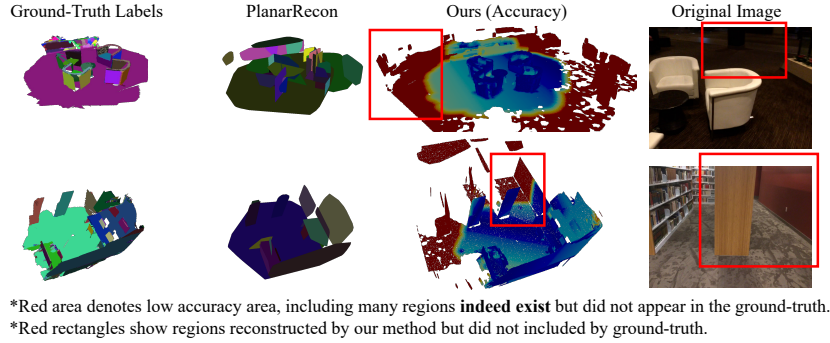 Ground-Truth Labels PlanarRecon Ours (Accuracy) Original Image
*Red area denotes low accuracy area, including many regions indeed exist but did not appear in the ground-truth.
*Red rectangles show regions reconstructed by our method but did not included by ground-truth.